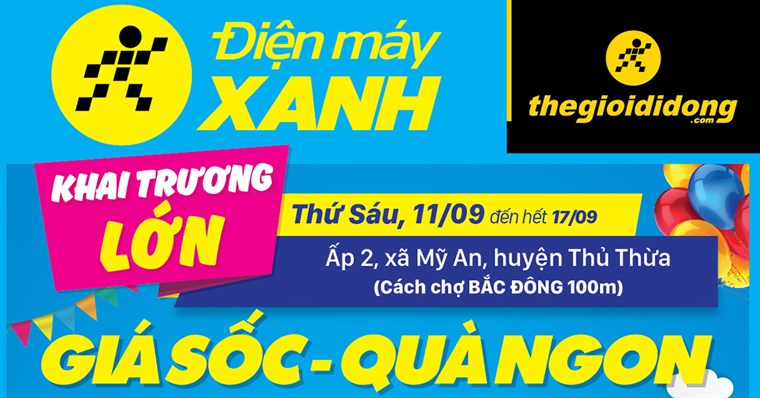 Điện máy
XANH
thegioididong
.com
KHAI TRƯƠNG
LỚN
Thứ Sáu, 11/09 đến hết 17/09
Ấp 2, xã Mỹ An, huyện Thủ Thừa
(Cách chợ BẮC ĐÔNG 100m)
GIÁ SỐC - QUÀ NGON